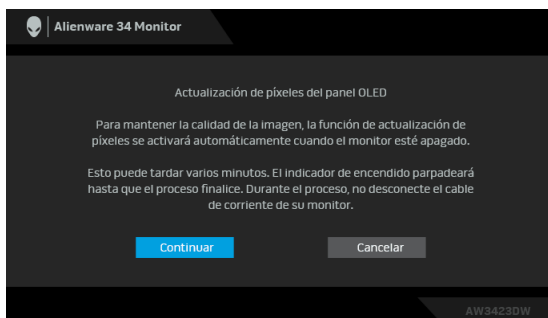 Alienware 34 Monitor
Actualización de píxeles del panel OLED
Para mantener la calidad de la imagen, la función de actualización de
píxeles se activará automáticamente cuando el monitor esté apagado.
Esto puede tardar varios minutos. El indicador de encendido parpadeará
hasta que el proceso finalice. Durante el proceso, no desconecte el cable
de corriente de su monitor.
Continuar
Cancelar
AW3423DW